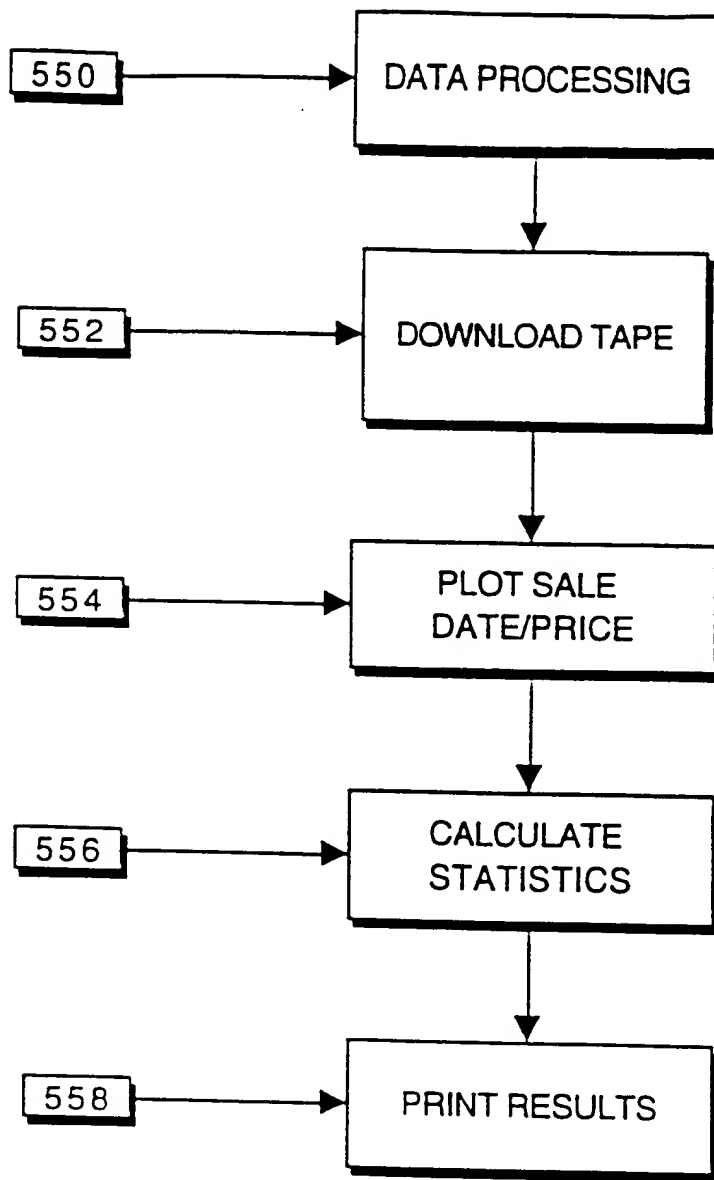 550
DATA PROCESSING
552
DOWNLOAD TAPE
554
PLOT SALE
DATE/PRICE
556
CALCULATE
STATISTICS
558
PRINT RESULTS